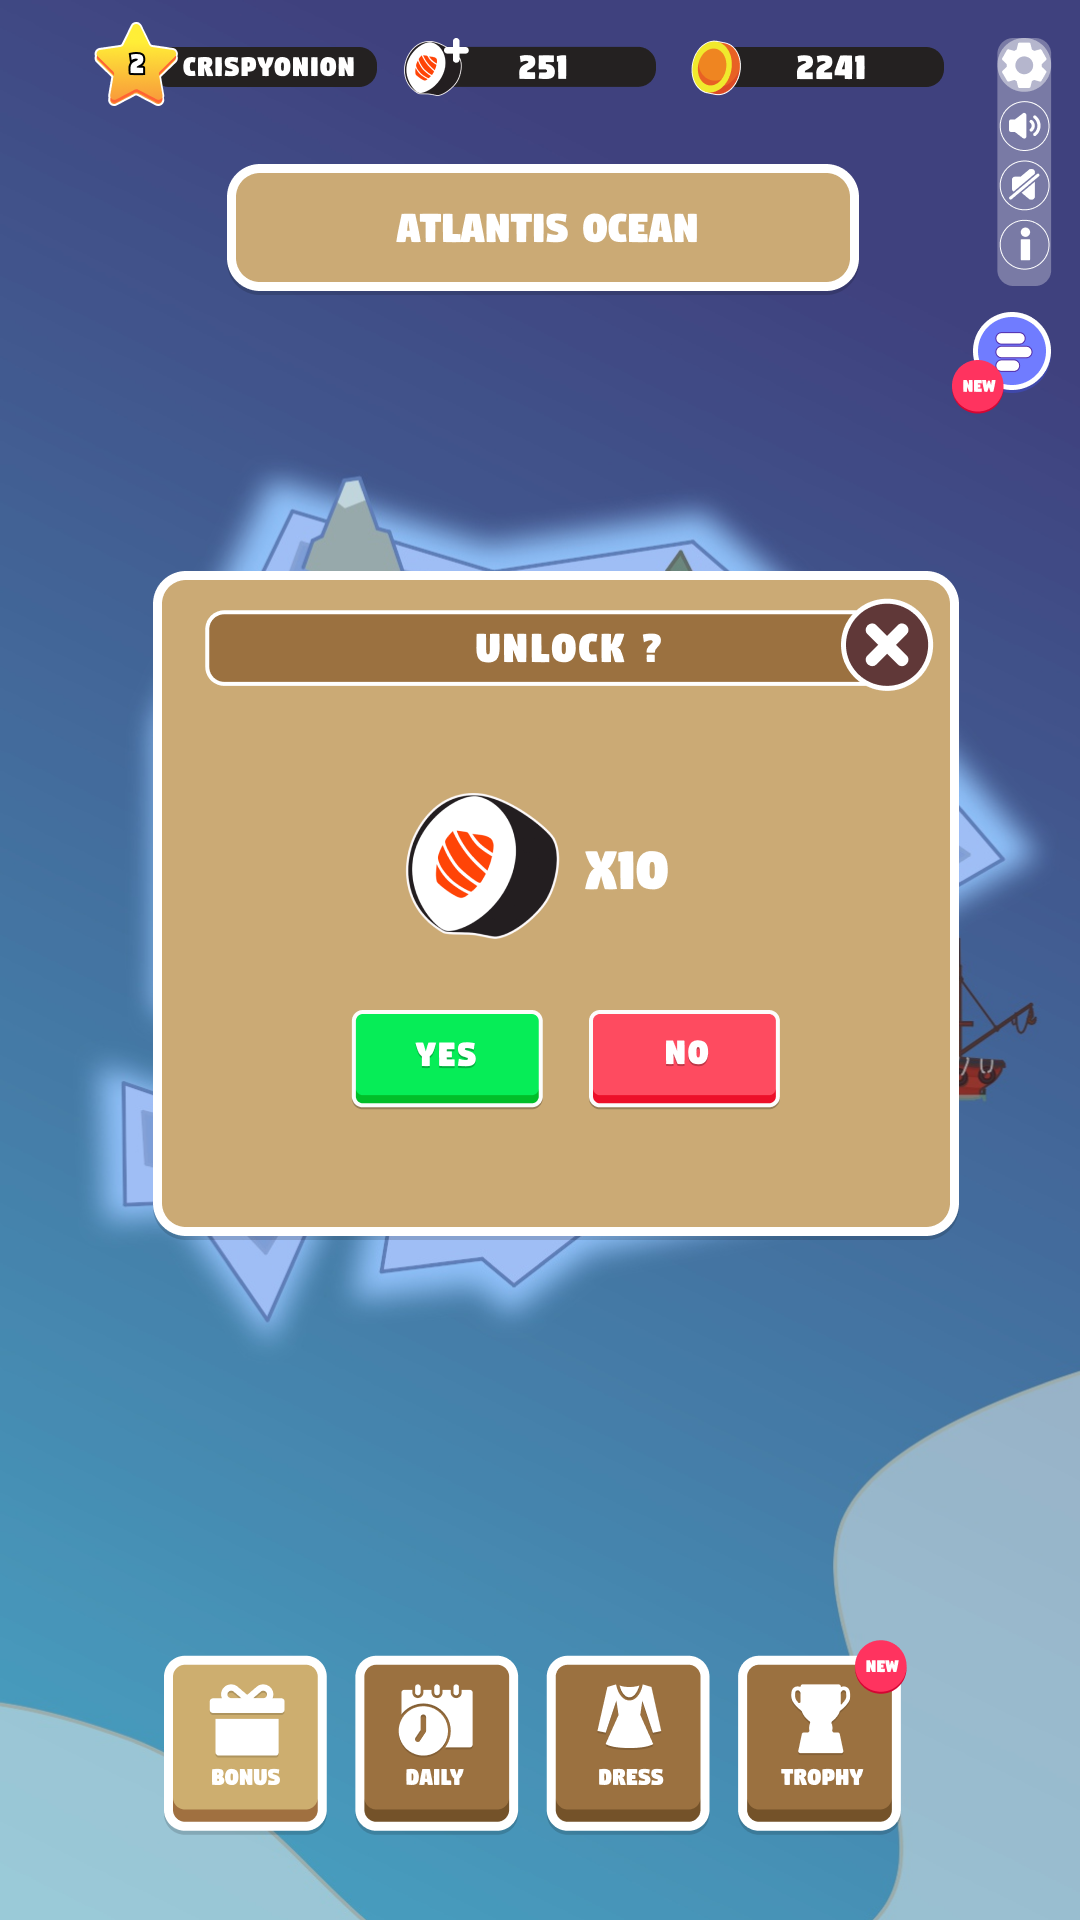 2 CRISPYONION 251 2241
ATLANTIS OCEAN
NEW
UNLOCK ?
X10
YES NO
NEW
BONUS DAILY DRESS TROPHY